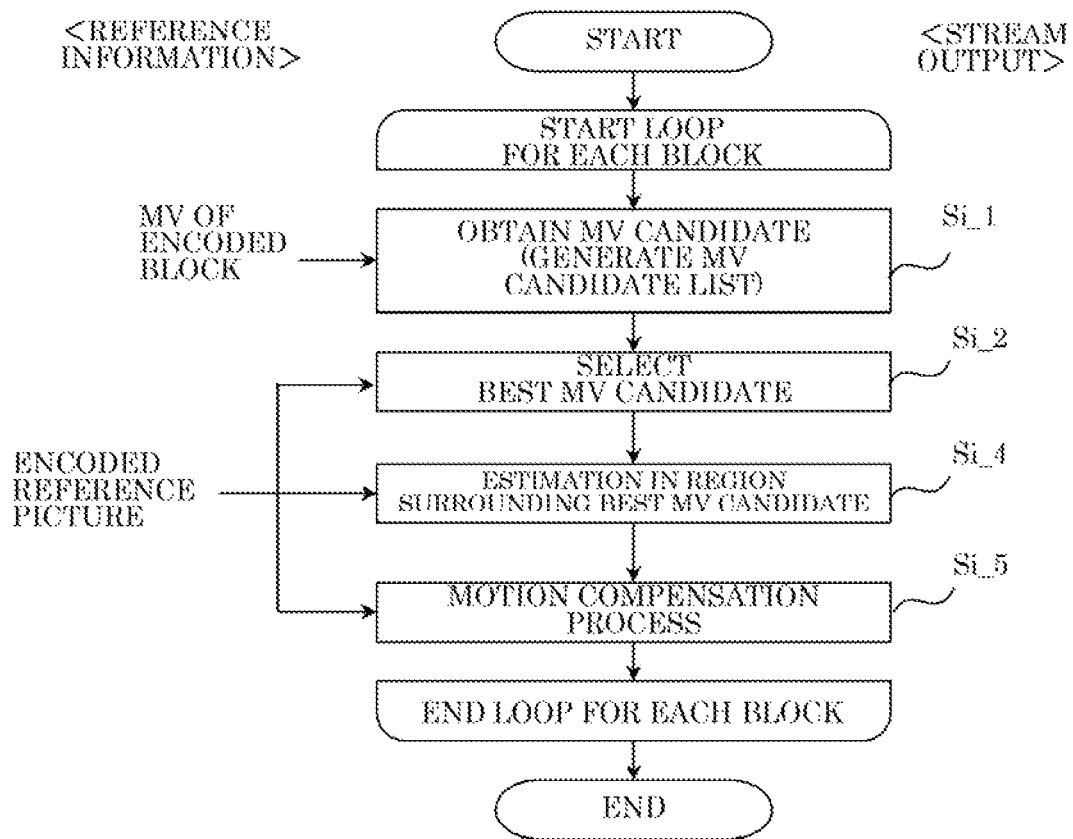 <REFERENCE
INFORMATION>
START
<STREAM
OUTPUT>
START LOOP
FOR EACH BLOCK
MV OF
ENCODED
BLOCK
OBTAIN MV CANDIDATE
(GENERATE MV
CANDIDATE LIST)
Si_1
SELECT
BEST MV CANDIDATE
Si_2
ENCODED
REFERENCE
PICTURE
ESTIMATION IN REGION
SURROUNDING BEST MV CANDIDATE
Si_4
MOTION COMPENSATION
PROCESS
Si_5
END LOOP FOR EACH BLOCK
END